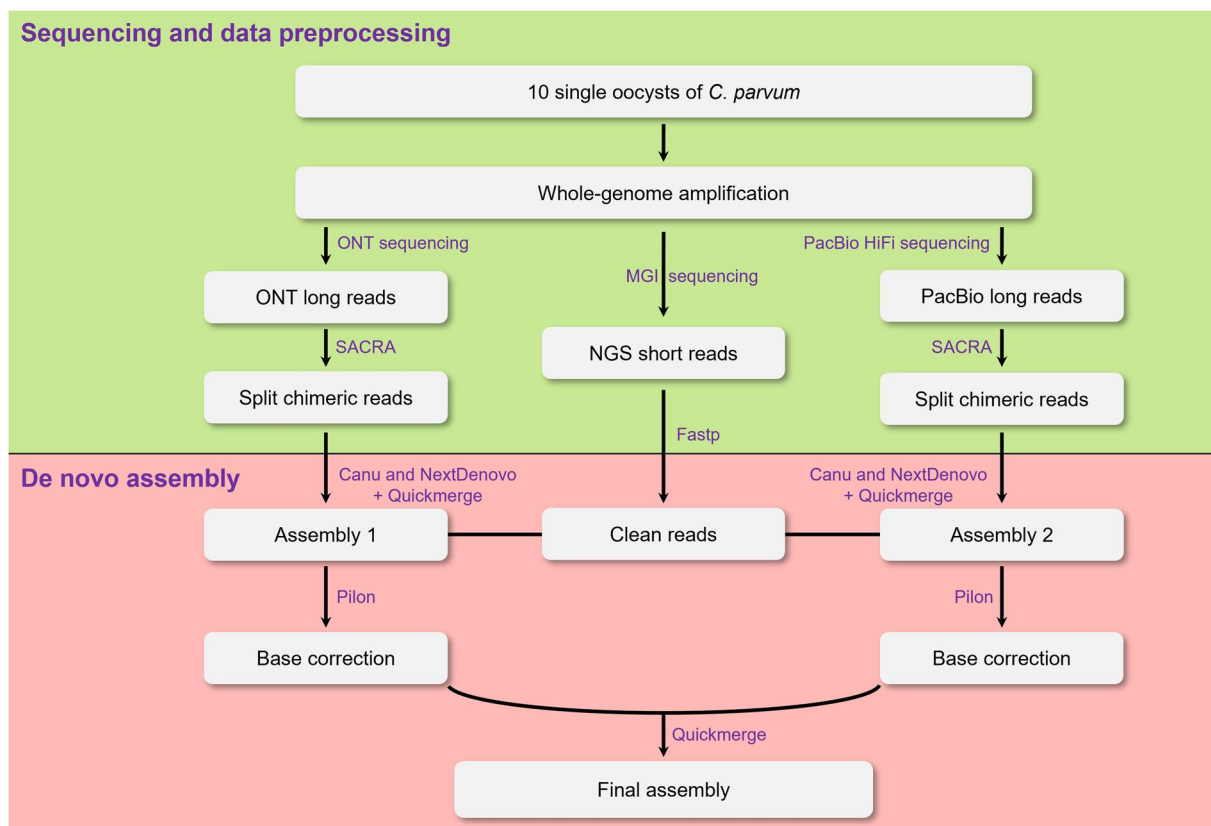 Sequencing and data preprocessing
10 single oocysts of C. parvum
Whole-genome amplification
ONT sequencing
MGI sequencing
PacBio HiFi sequencing
ONT long reads
NGS short reads
PacBio long reads
SACRA
SACRA
Split chimeric reads
Split chimeric reads
Fastp
De novo assembly
Canu and NextDenovo
+ Quickmerge
Canu and NextDenovo
+ Quickmerge
Assembly 1
Clean reads
Assembly 2
Pilon
Pilon
Base correction
Base correction
Quickmerge
Final assembly